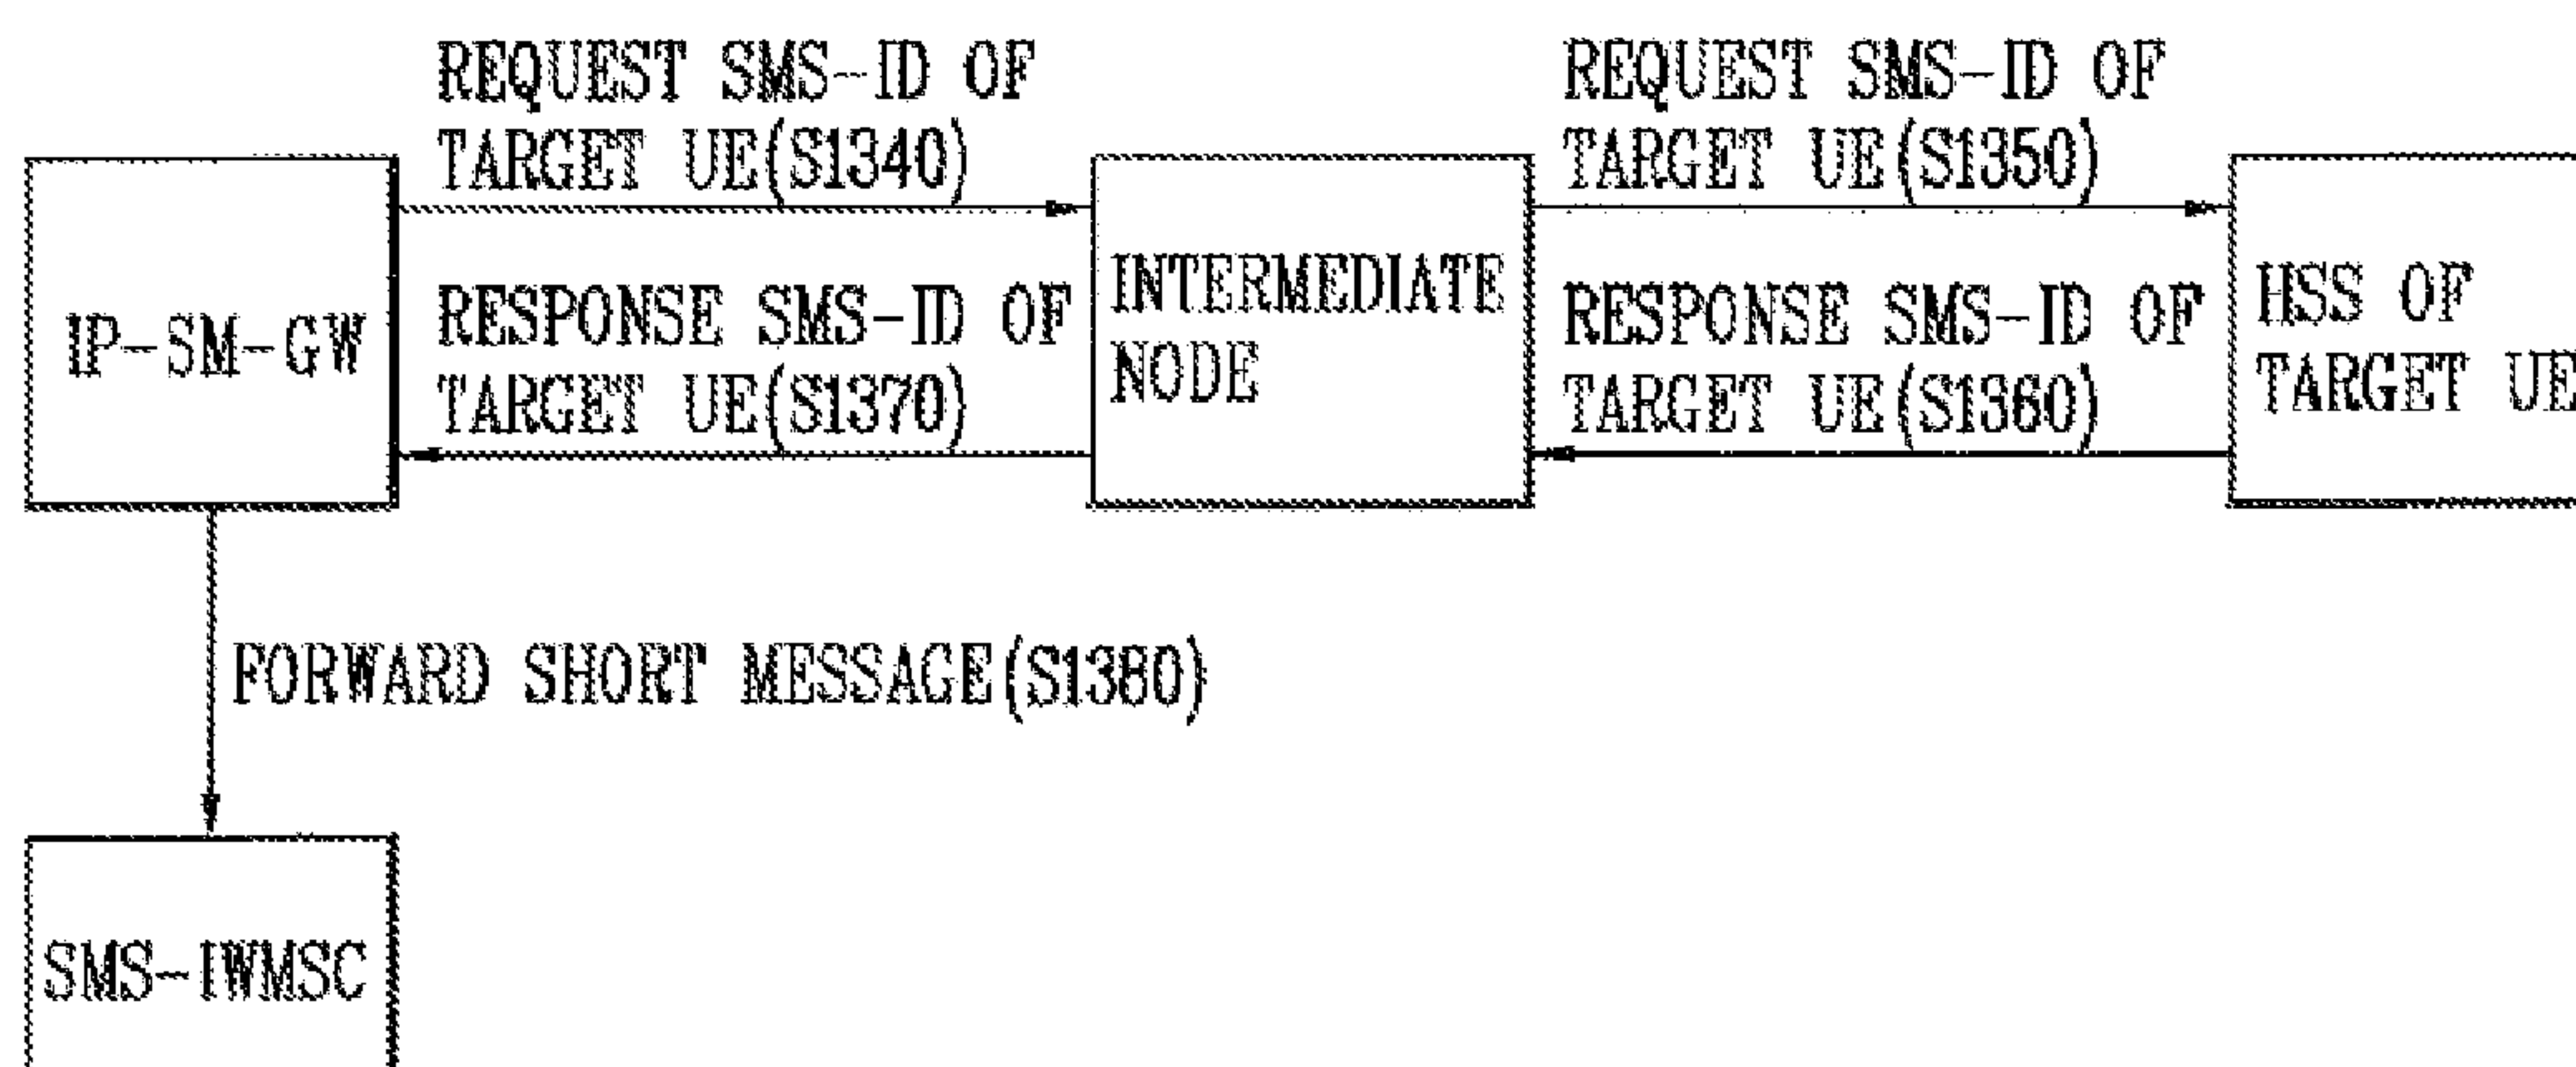 REQUEST SMS-ID OF
TARGET UE(S1340)
REQUEST SMS-ID OF
TARGET UE(S1350)
IP-SM-GW
RESPONSE SMS-ID OF
TARGET UE(S1370)
INTERMEDIATE
NODE
RESPONSE SMS-ID OF
TARGET UE(S1360)
HSS OF
TARGET UE
FORWARD SHORT MESSAGE(S1380)
SMS-IWMSC